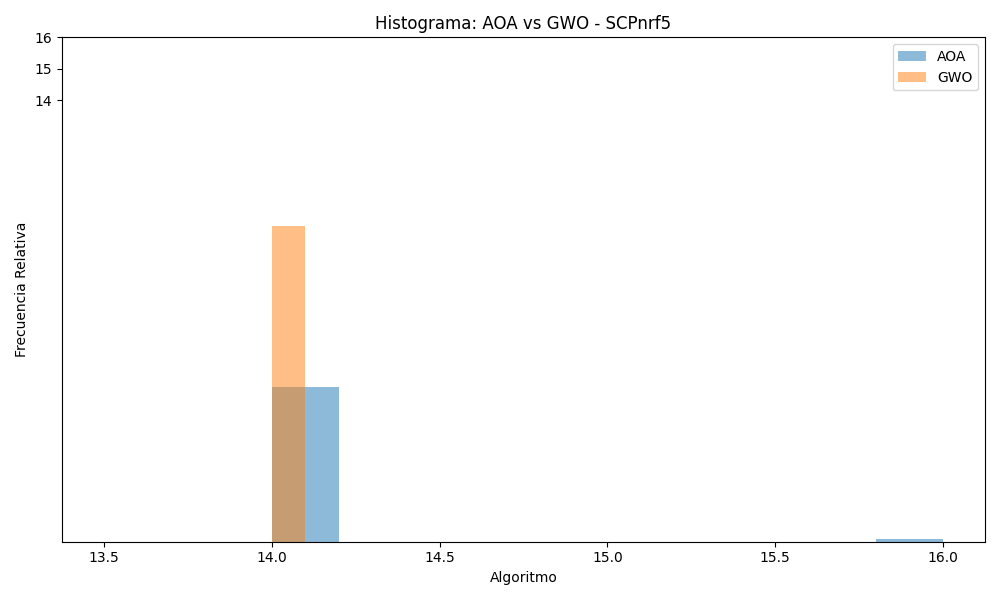 Histograma: AOA vs GWO - SCPnrf5
16
15
14
AOA
GWO
Frecuencia Relativa
13.5 14.0 14.5 15.0 15.5 16.0
Algoritmo